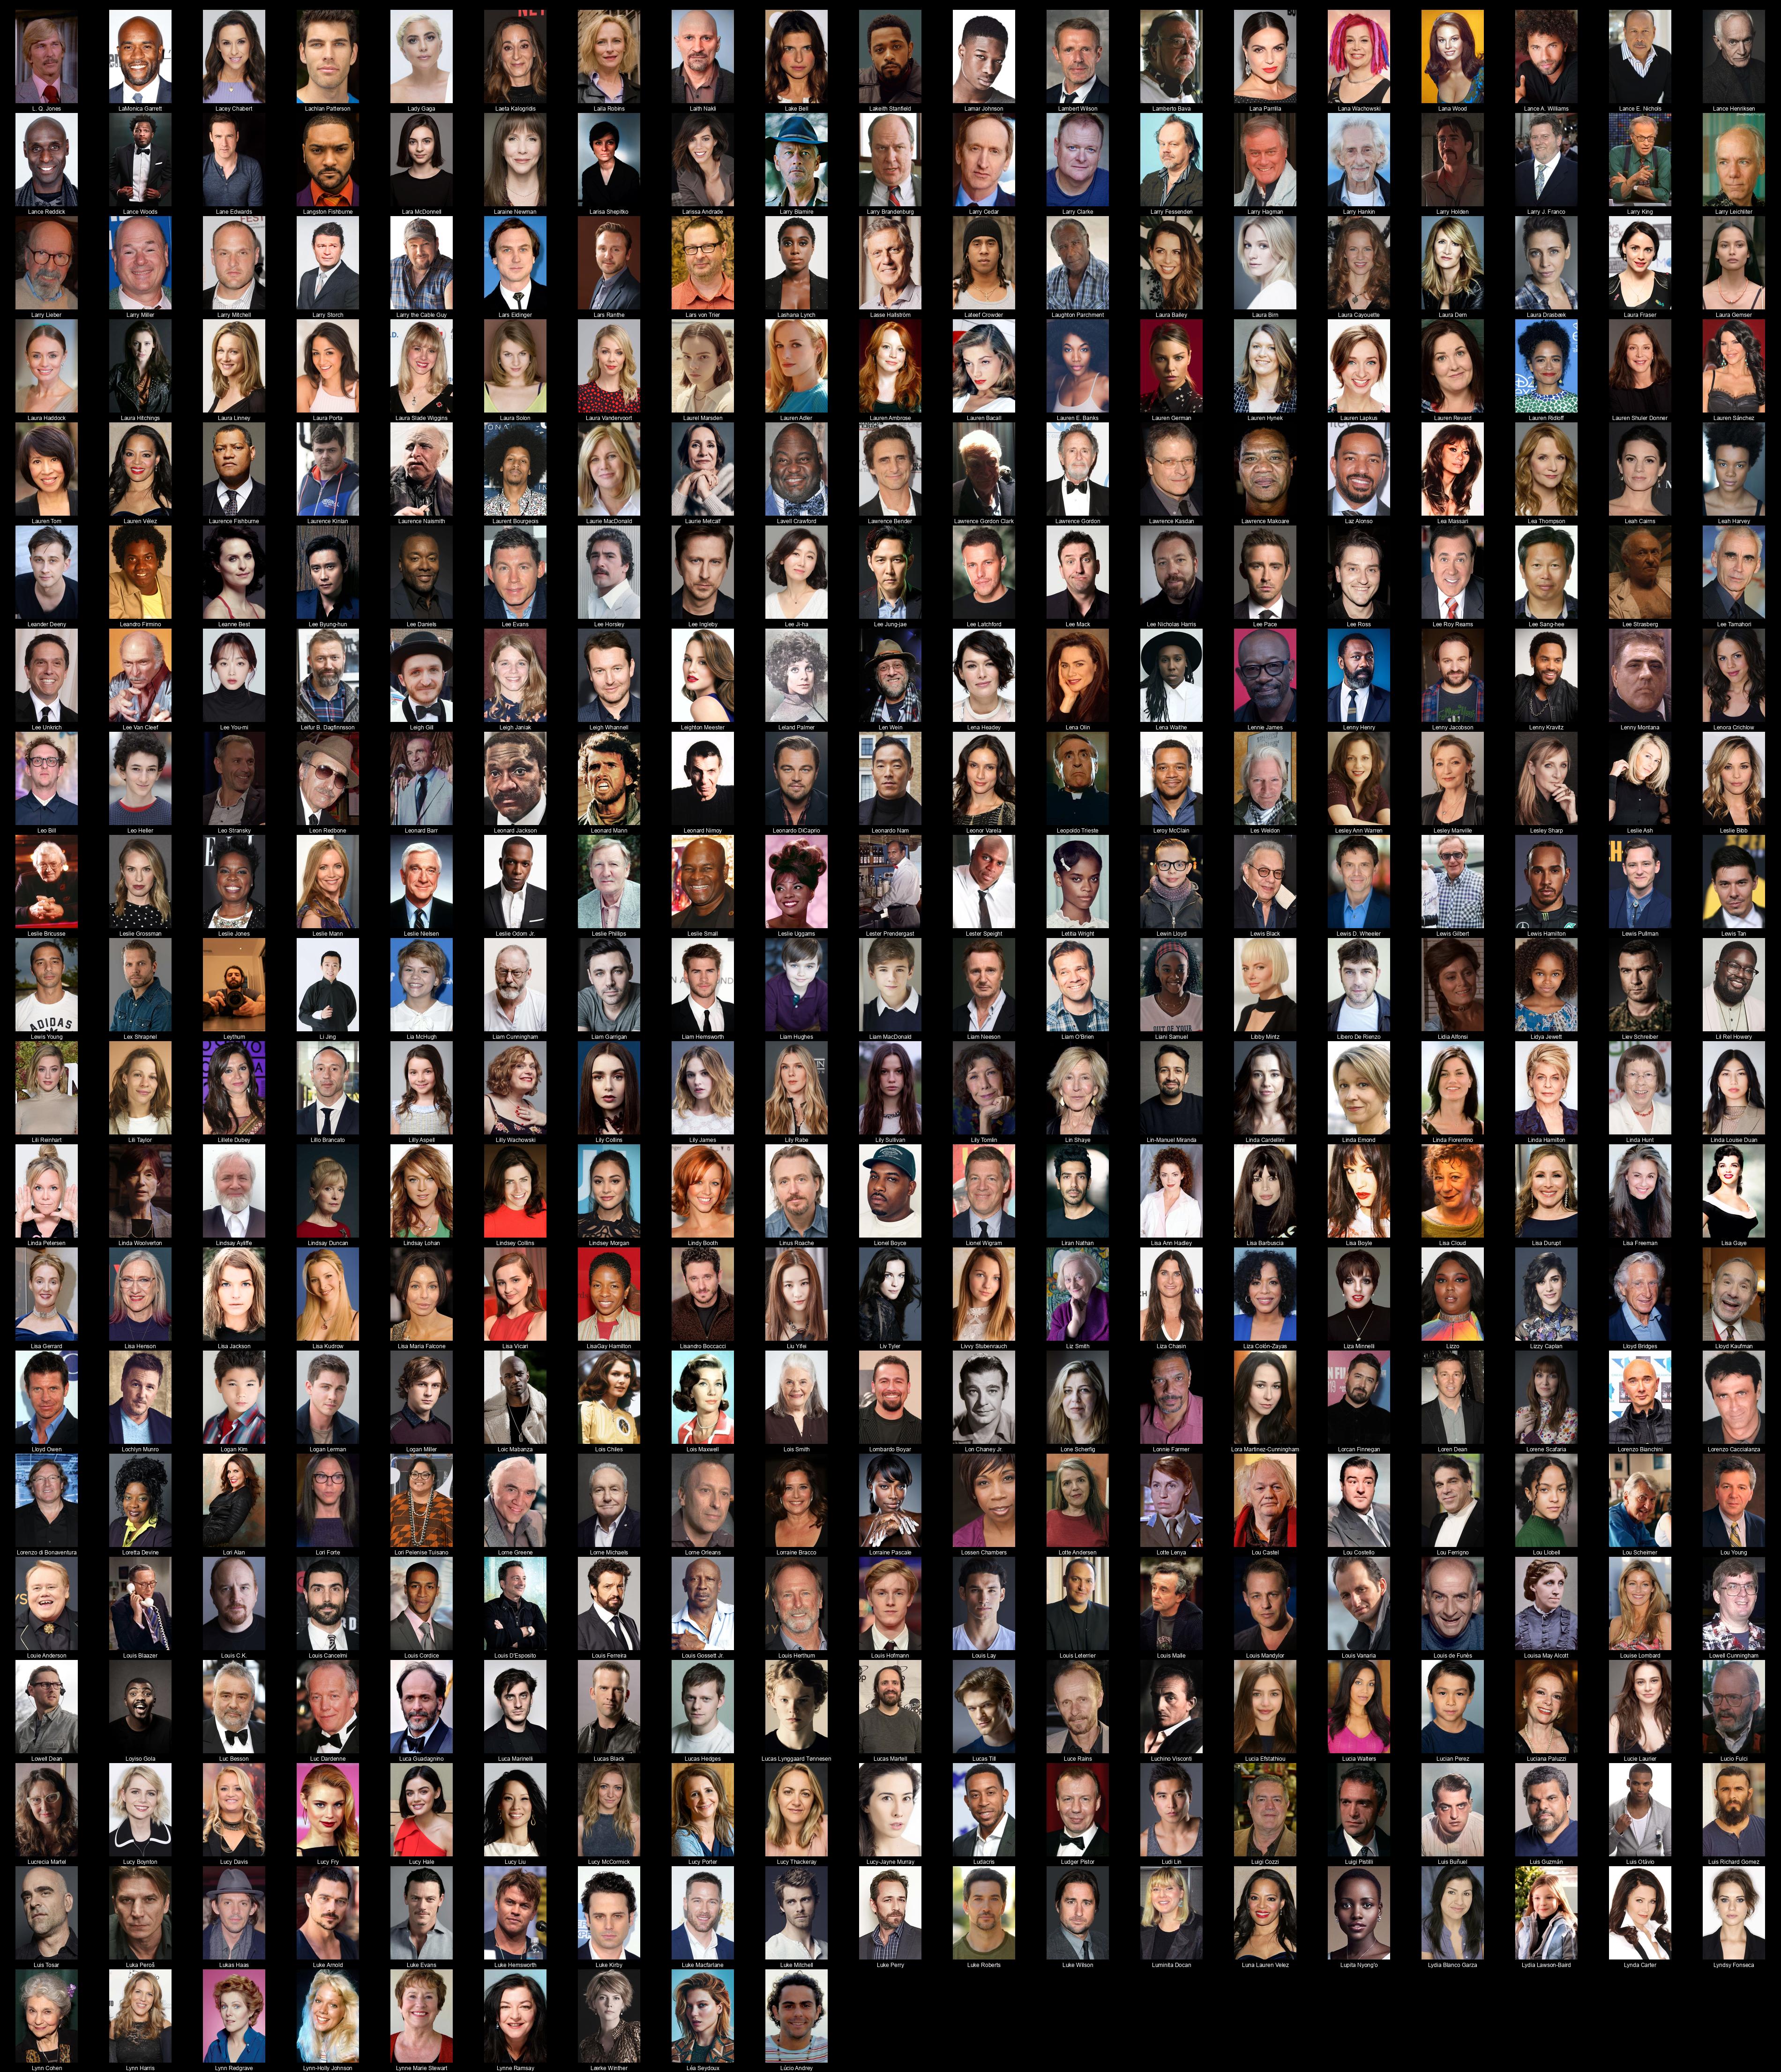 L. Q. Jones LaMonica Garrett Lacey Chabert Lachlan Patterson Lady Gaga Laeta Kalogridis Laila Robins Laith Nakli Lake Bell Lakeith Stanfield Lamar Johnson Lambert Wilson Lamberto Bava Lana Parrilla Lana Wachowski Lana Wood Lance A. Williams Lance E. Nichols Lance Henriksen
Lance Reddick Lance Woods Lane Edwards Langston Fishburne Lara McDonnell Laraine Newman Larisa Shepitko Larissa Andrade Larry Blamire Larry Brandenburg Larry Cedar Larry Clarke Larry Fessenden Larry Hagman Larry Hankin Larry Holden Larry J. Franco Larry King Larry Leichliter
Larry Lieber Larry Miller Larry Mitchell Larry Storch Larry the Cable Guy Lars Eidinger Lars Ranthe Lars von Trier Lashana Lynch Lasse Hallström Lateef Crowder Laughton Parchment Laura Bailey Laura Birn Laura Cayouette Laura Dern Laura Drasbæk Laura Fraser Laura Gemser
Laura Haddock Laura Hitchings Laura Linney Laura Porta Laura Slade Wiggins Laura Solon Laura Vandervoort Laurel Marsden Lauren Adler Lauren Ambrose Lauren Bacall Lauren E. Banks Lauren German Lauren Hynek Lauren Lapkus Lauren Revard Lauren Ridloff Lauren Shuler Donner Lauren Sánchez
Lauren Tom Lauren Vélez Laurence Fishburne Laurence Kinlan Laurence Naismith Laurent Bourgeois Laurie MacDonald Laurie Metcalf Lavell Crawford Lawrence Bender Lawrence Gordon Clark Lawrence Gordon Lawrence Kasdan Lawrence Makoare Laz Alonso Lea Massari Lea Thompson Leah Cairns Leah Harvey
Leander Deeny Leandro Firmino Leanne Best Lee Byung-hun Lee Daniels Lee Evans Lee Horsley Lee Ingleby Lee Ji-ha Lee Jung-jae Lee Latchford Lee Mack Lee Nicholas Harris Lee Pace Lee Ross Lee Roy Reams Lee Sang-hee Lee Strasberg Lee Tamahori
Lee Unkrich Lee Van Cleef Lee You-mi Leifur B. Dagfinnsson Leigh Gill Leigh Janiak Leigh Whannell Leighton Meester Leland Palmer Len Wein Lena Headey Lena Olin Lena Waithe Lennie James Lenny Henry Lenny Jacobson Lenny Kravitz Lenny Montana Lenora Crichlow
Leo Bill Leo Heller Leo Stransky Leon Redbone Leonard Barr Leonard Jackson Leonard Mann Leonard Nimoy Leonardo DiCaprio Leonardo Nam Leonor Varela Leopoldo Trieste Leroy McClain Les Weldon Lesley Ann Warren Lesley Manville Lesley Sharp Leslie Ash Leslie Bibb
Leslie Bricusse Leslie Grossman Leslie Jones Leslie Mann Leslie Nielsen Leslie Odom Jr. Leslie Phillips Leslie Small Leslie Uggams Lester Prendergast Lester Speight Letitia Wright Lewin Lloyd Lewis Black Lewis D. Wheeler Lewis Gilbert Lewis Hamilton Lewis Pullman Lewis Tan
ADIDAS
Lewis Young Lex Shrapnel Leythum Li Jing Lia McHugh Liam Cunningham Liam Garrigan Liam Hemsworth Liam Hughes Liam MacDonald Liam Neeson Liam O'Brien Liani Samuel Libby Mintz Libero De Rienzo Lidia Alfonsi Lidya Jewett Liev Schreiber Lil Rel Howery
Lili Reinhart Lili Taylor Lillete Dubey Lillo Brancato Lilly Aspell Lilly Wachowski Lily Collins Lily James Lily Rabe Lily Sullivan Lily Tomlin Lin Shaye Lin-Manuel Miranda Linda Cardellini Linda Emond Linda Fiorentino Linda Hamilton Linda Hunt Linda Louise Duan
Linda Petersen Linda Woolverton Lindsay Ayliffe Lindsay Duncan Lindsay Lohan Lindsey Collins Lindsey Morgan Lindy Booth Linus Roache Lionel Boyce Lionel Wigram Liran Nathan Lisa Ann Hadley Lisa Barbuscia Lisa Boyle Lisa Cloud Lisa Durupt Lisa Freeman Lisa Gaye
Lisa Gerrard Lisa Henson Lisa Jackson Lisa Kudrow Lisa Maria Falcone Lisa Vicari LisaGay Hamilton Lisandro Boccacci Liu Yifei Liv Tyler Livvy Stubenrauch Liz Smith Liza Chasin Liza Colón-Zayas Liza Minnelli Lizzo Lizzy Caplan Lloyd Bridges Lloyd Kaufman
Lloyd Owen Lochlyn Munro Logan Kim Logan Lerman Logan Miller Loic Mabanza Lois Chiles Lois Maxwell Lois Smith Lombardo Boyar Lon Chaney Jr. Lone Scherfig Lonnie Farmer Lora Martinez-Cunningham Lorcan Finnegan Loren Dean Lorene Scafaria Lorenzo Bianchini Lorenzo Caccialanza
Lorenzo di Bonaventura Loretta Devine Lori Alan Lori Forte Lori Pelenise Tuisano Lorne Greene Lorne Michaels Lorne Orleans Lorraine Bracco Lorraine Pascale Lossen Chambers Lotte Andersen Lotte Lenya Lou Castel Lou Costello Lou Ferrigno Lou Llobell Lou Scheimer Lou Young
Louie Anderson Louis Blaazer Louis C.K. Louis Cancelmi Louis Cordice Louis D'Esposito Louis Ferreira Louis Gossett Jr. Louis Herthum Louis Hofmann Louis Lay Louis Leterrier Louis Malle Louis Mandylor Louis Vanaria Louis de Funès Louisa May Alcott Louise Lombard Lowell Cunningham
Lowell Dean Loyiso Gola Luc Besson Luc Dardenne Luca Guadagnino Luca Marinelli Lucas Black Lucas Hedges Lucas Lynggaard Tønnesen Lucas Martell Lucas Till Luce Rains Luchino Visconti Lucia Efstathiou Lucia Walters Lucian Perez Luciana Paluzzi Lucie Laurier Lucio Fulci
Lucrecia Martel Lucy Boynton Lucy Davis Lucy Fry Lucy Hale Lucy Liu Lucy McCormick Lucy Porter Lucy Thackeray Lucy-Jayne Murray Ludacris Ludger Pistor Ludi Lin Luigi Cozzi Luigi Pistilli Luis Buñuel Luis Guzmán Luis Otávio Luis Richard Gomez
Luis Tosar Luka Peroš Lukas Haas Luke Arnold Luke Evans Luke Hemsworth Luke Kirby Luke Macfarlane Luke Mitchell Luke Perry Luke Roberts Luke Wilson Luminita Docan Luna Lauren Velez Lupita Nyong'o Lydia Blanco Garza Lydia Lawson-Baird Lynda Carter Lyndsy Fonseca
Lynn Cohen Lynn Harris Lynn Redgrave Lynn-Holly Johnson Lynne Marie Stewart Lynne Ramsay Lærke Winther Léa Seydoux Lúcio Andrey